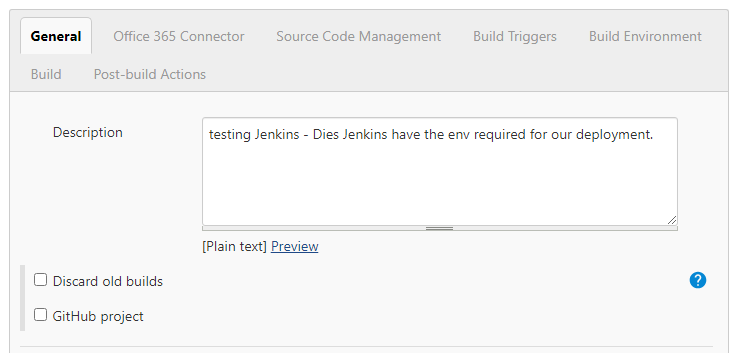 General Office 365 Connector Source Code Management Build Triggers Build Environment
Build Post-build Actions
Description
testing Jenkins - Dies Jenkins have the env required for our deployment.
[Plain text] Preview
Discard old builds ?
GitHub project